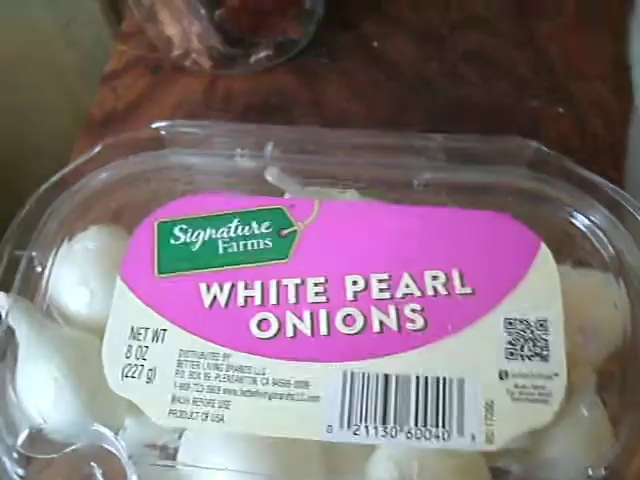 Signature
Farms
WHITE PEARL
ONIONS
NET WT
8 OZ
(227 g)
DISTRIBUTED BY
BETTER LIVING BRANDS LLC
P.O. BOX 99, PLEASANTON, CA 94566-0009
WASH BEFORE USE
PRODUCT OF USA
0 21130 60040